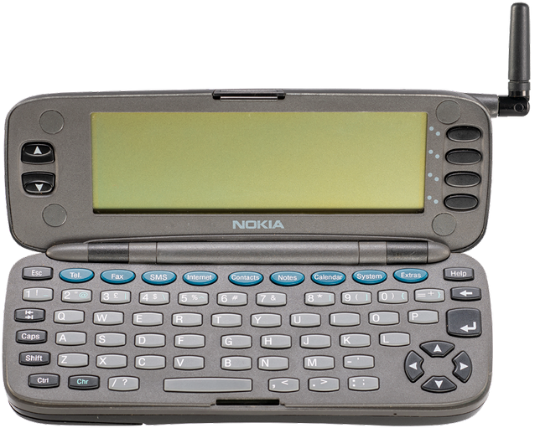 NOKIA
Esc Tel. Fax SMS Internet Contacts Notes Calendar System Extras Help
1 ! 2 3 £ 4 $ 5 % 6 7 & 8 * 9 ( 0 ) +
Q W E R T Y U I O P
Caps A S D F G H J K L
Shift Z X C V B N M
Ctrl Chr / ? , < . > ; :